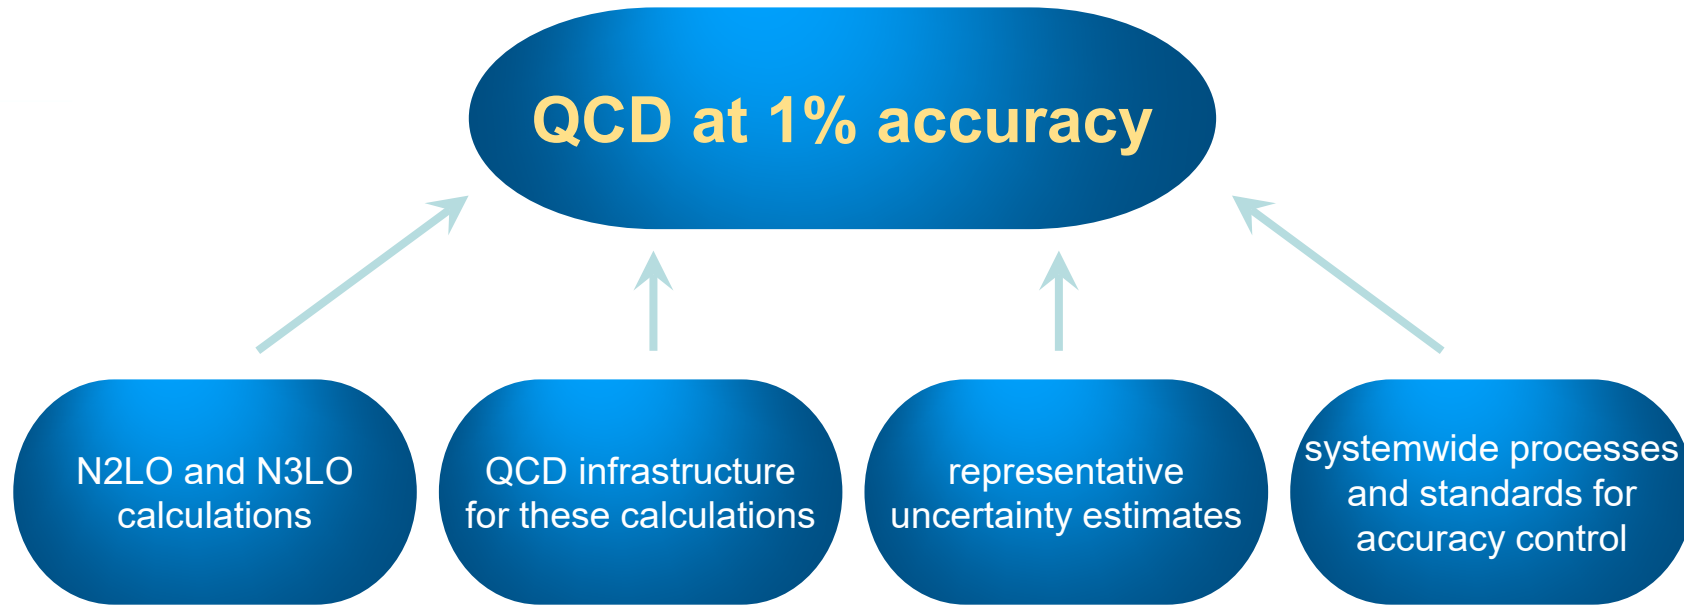 QCD at 1% accuracy
N2LO and N3LO
calculations
QCD infrastructure
for these calculations
representative
uncertainty estimates
systemwide processes
and standards for
accuracy control